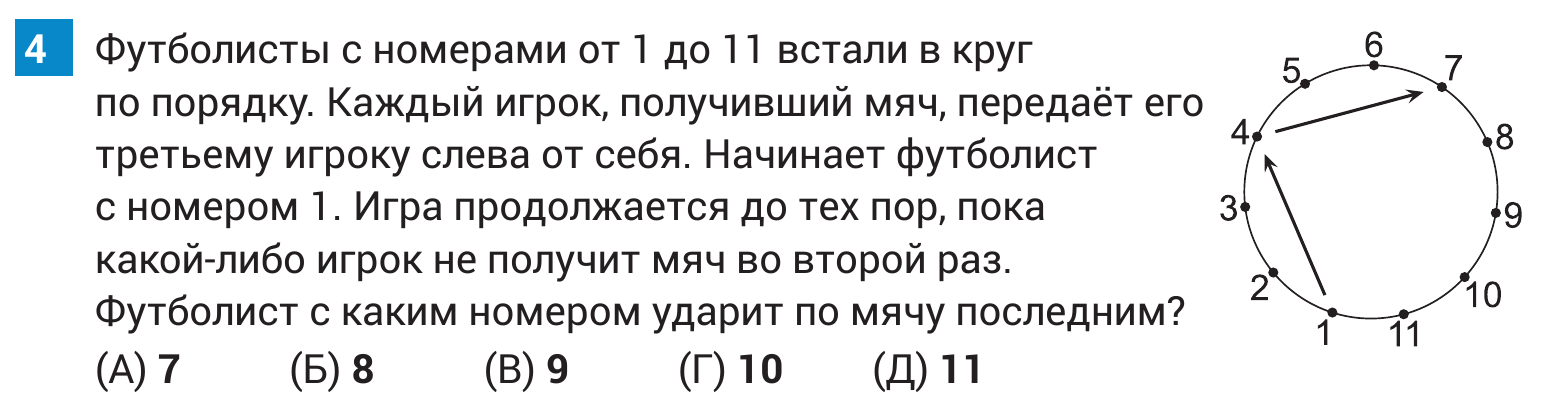 4 Футболисты с номерами от 1 до 11 встали в круг
по порядку. Каждый игрок, получивший мяч, передаёт его
третьему игроку слева от себя. Начинает футболист
с номером 1. Игра продолжается до тех пор, пока
какой-либо игрок не получит мяч во второй раз.
Футболист с каким номером ударит по мячу последним?
(А) 7 (Б) 8 (В) 9 (Г) 10 (Д) 11
6
5
7
4
8
3
9
2
10
1
11